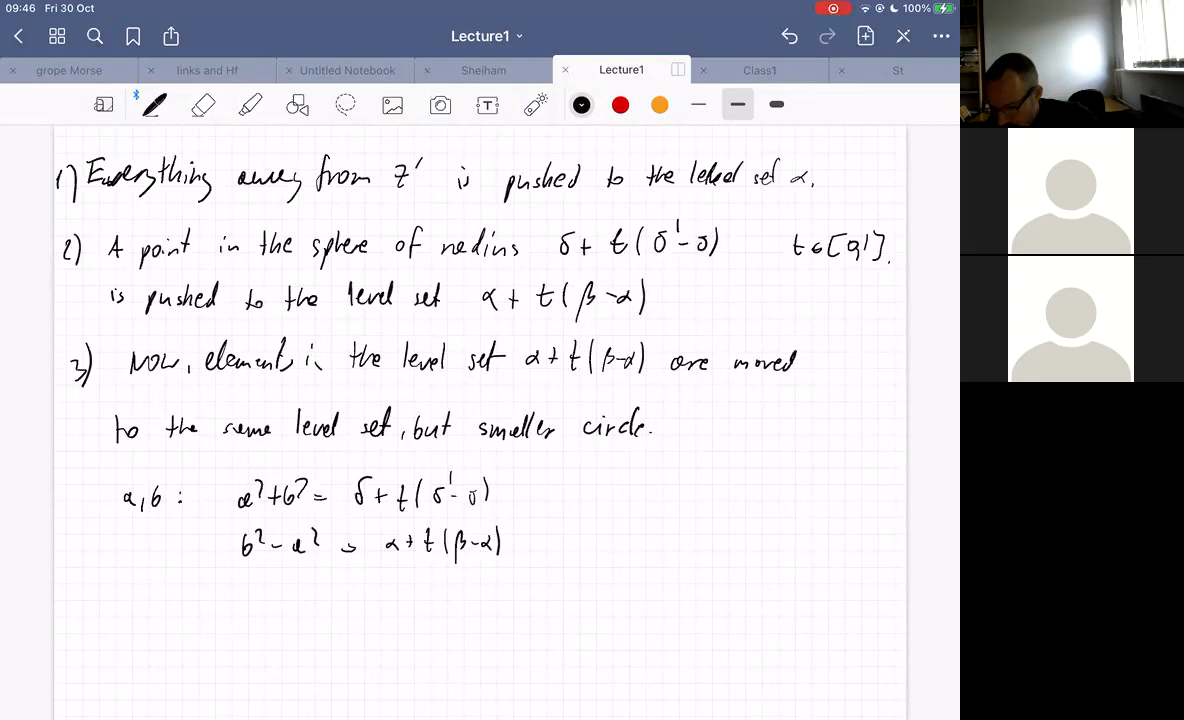 09:46 Fri 30 Oct
100%
Lecture1
grope Morse
links and Hf
Untitled Notebook
Sheiham
Lecture1
Class1
St
1) Everything away from Z' is pushed to the level set α.
2) A point in the sphere of radius δ + t(δ'-δ) t∈[0,1].
is pushed to the level set α + t(β-α)
3) Now, elements in the level set α + t(β-α) are moved
to the same level set, but smaller circle.
a,b : a²+b² = δ + t(δ'-δ)
b²-a² = α + t(β-α)